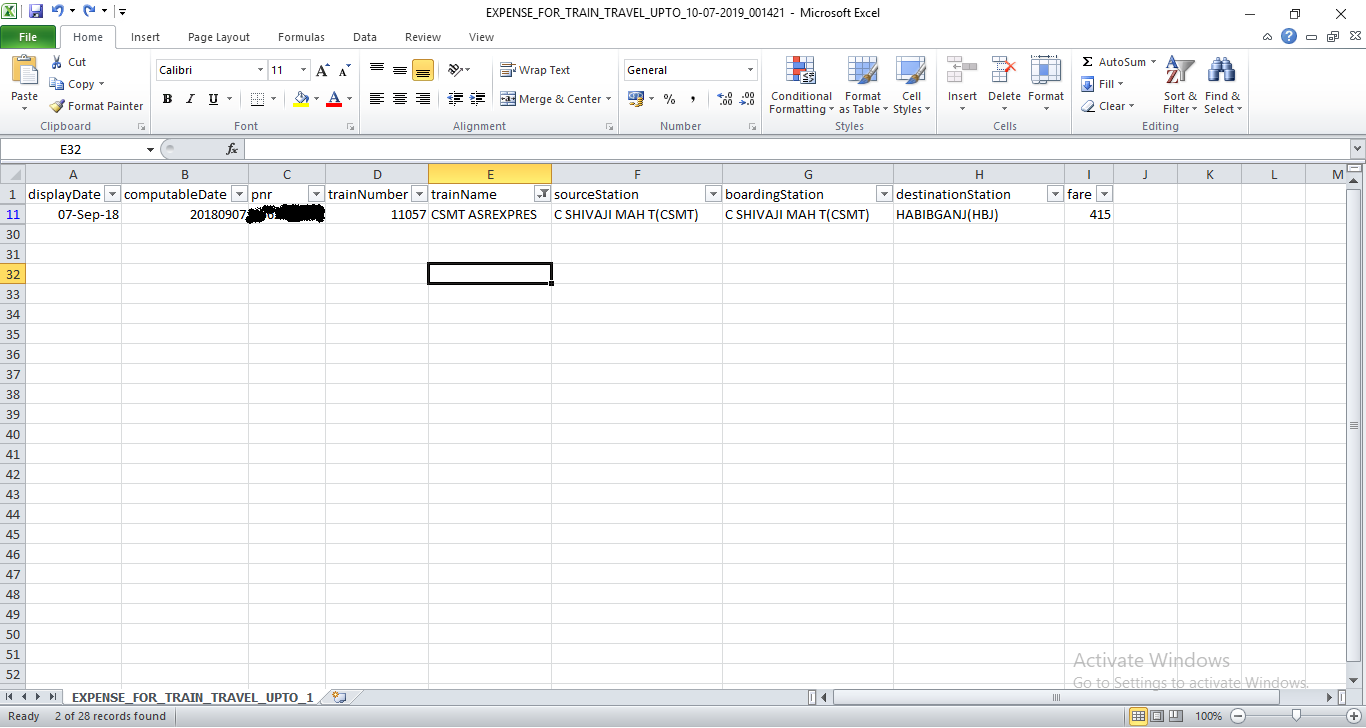 EXPENSE_FOR_TRAIN_TRAVEL_UPTO_10-07-2019_001421 - Microsoft Excel
File Home Insert Page Layout Formulas Data Review View
Paste Cut Calibri 11 Wrap Text General Conditional Formatting Format as Table Cell Styles Insert Delete Format AutoSum Sort & Filter Find & Select
Copy Fill
Format Painter B I U A Merge & Center % , Clear
Clipboard Font Alignment Number Styles Cells Editing
E32 fx
A B C D E F G H I J K L M
1 displayDate computableDate pnr trainNumber trainName sourceStation boardingStation destinationStation fare
11 07-Sep-18 20180907 11057 CSMT ASREXPRES C SHIVAJI MAH T(CSMT) C SHIVAJI MAH T(CSMT) HABIBGANJ(HBJ) 415
30
31
32
33
34
35
36
37
38
39
40
41
42
43
44
45
46
47
48
49
50
51
52
Activate Windows
Go to Settings to activate Windows.
EXPENSE_FOR_TRAIN_TRAVEL_UPTO_1
Ready 2 of 28 records found 100%